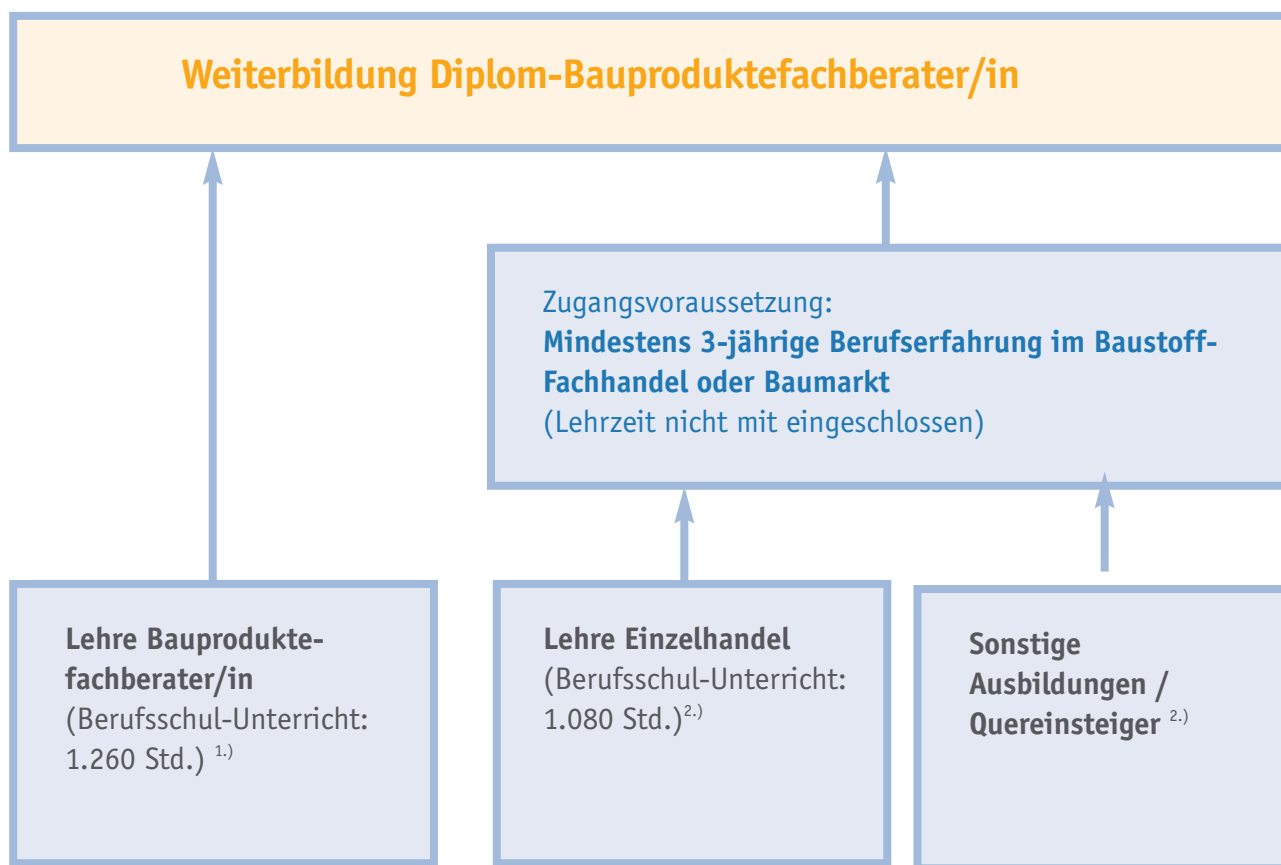 Weiterbildung Diplom-Bauproduktefachberater/in
Zugangsvoraussetzung:
Mindestens 3-jährige Berufserfahrung im Baustoff-
Fachhandel oder Baumarkt
(Lehrzeit nicht mit eingeschlossen)
Lehre Bauprodukte-
fachberater/in
(Berufsschul-Unterricht:
1.260 Std.) 1.)
Lehre Einzelhandel
(Berufsschul-Unterricht:
1.080 Std.)2.)
Sonstige
Ausbildungen /
Quereinsteiger 2.)